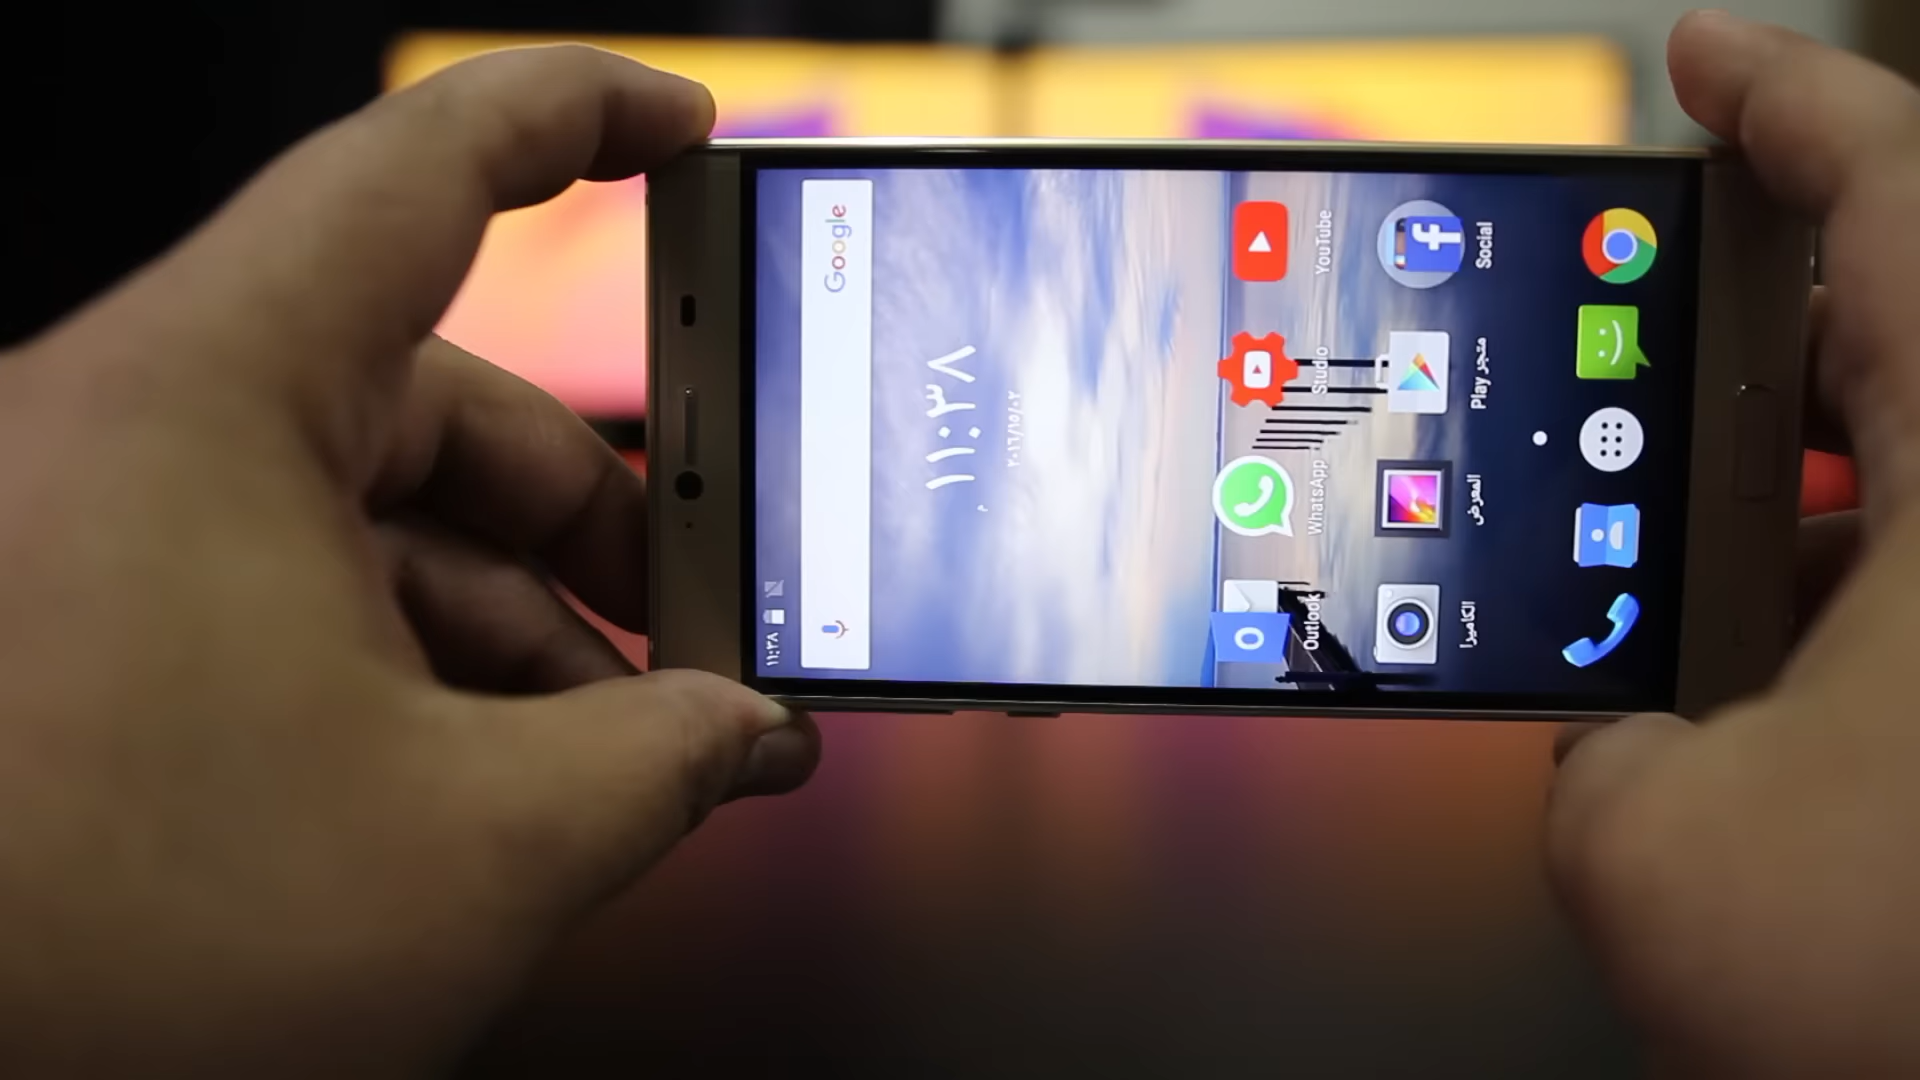 ١١:٣٨
Google
١١:٣٨
م
٢٠١٦/١٥/٠٢
Outlook
WhatsApp
Studio
YouTube
الكاميرا
المعرض
متجر Play
Social